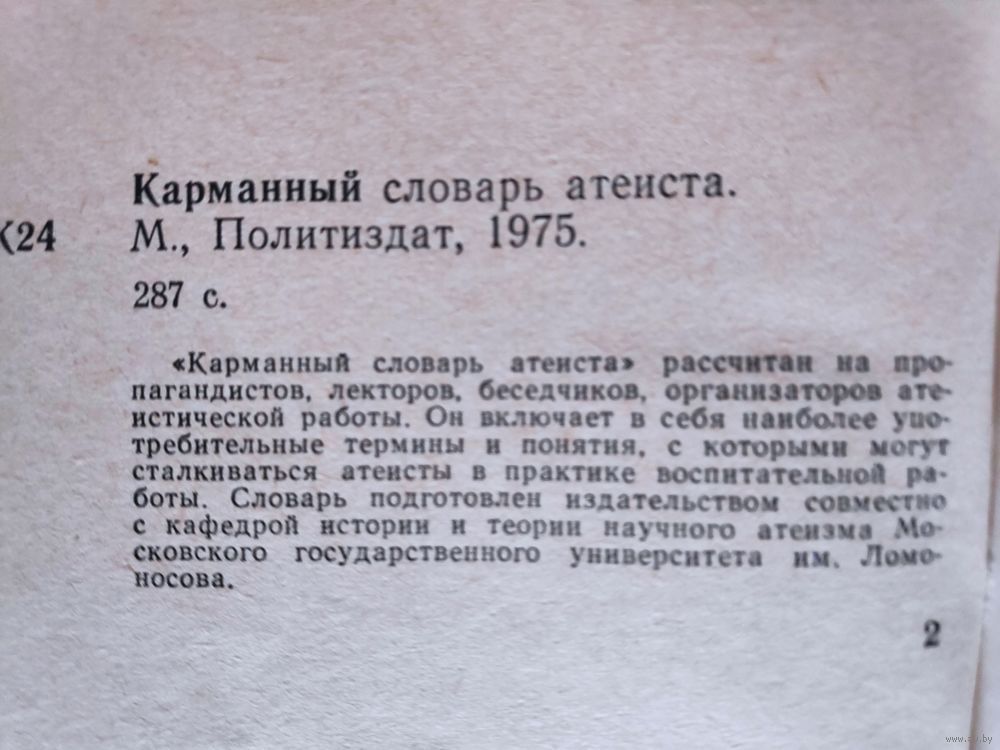 Карманный словарь атеиста.
К24 М., Политиздат, 1975.
287 с.
«Карманный словарь атеиста» рассчитан на про-
пагандистов, лекторов, беседчиков, организаторов ате-
истической работы. Он включает в себя наиболее упо-
требительные термины и понятия, с которыми могут
сталкиваться атеисты в практике воспитательной ра-
боты. Словарь подготовлен издательством совместно
с кафедрой истории и теории научного атеизма Мо-
сковского государственного университета им. Ломо-
носова.
2